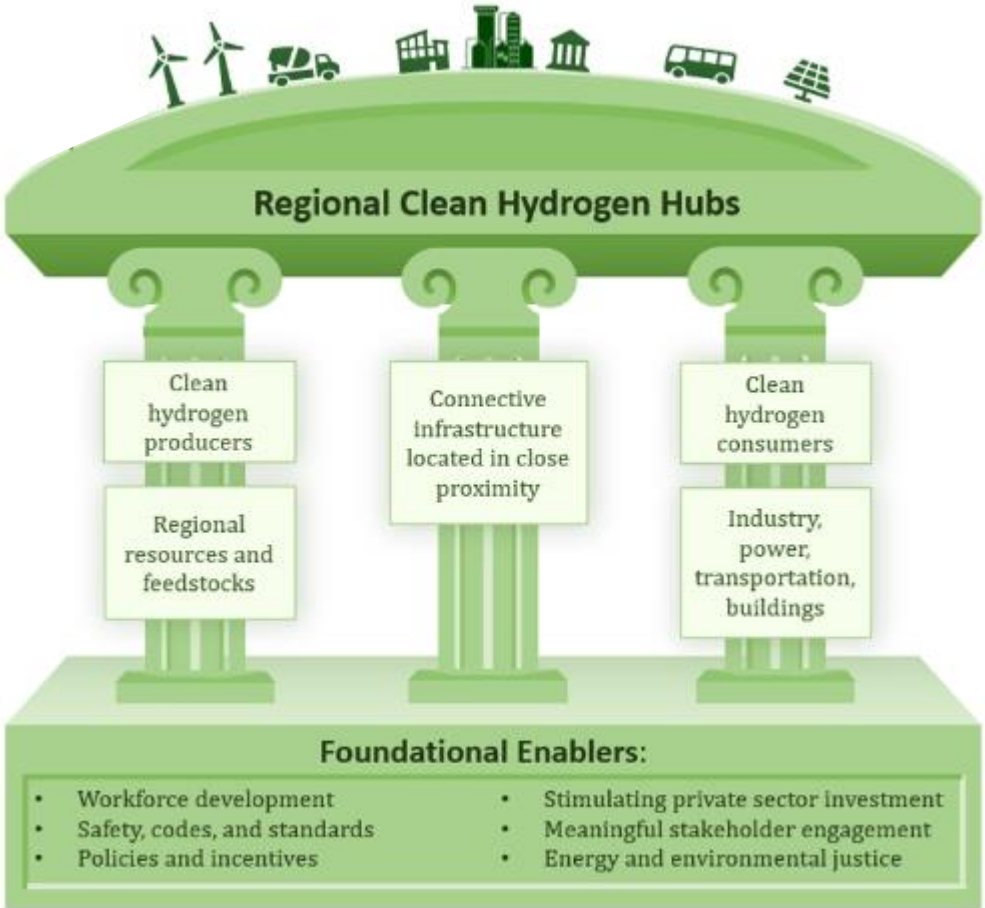 Regional Clean Hydrogen Hubs
Clean
hydrogen
producers
Regional
resources and
feedstocks
Connective
infrastructure
located in close
proximity
Clean
hydrogen
consumers
Industry,
power,
transportation,
buildings
Foundational Enablers:
• Workforce development
• Safety, codes, and standards
• Policies and incentives
• Stimulating private sector investment
• Meaningful stakeholder engagement
• Energy and environmental justice